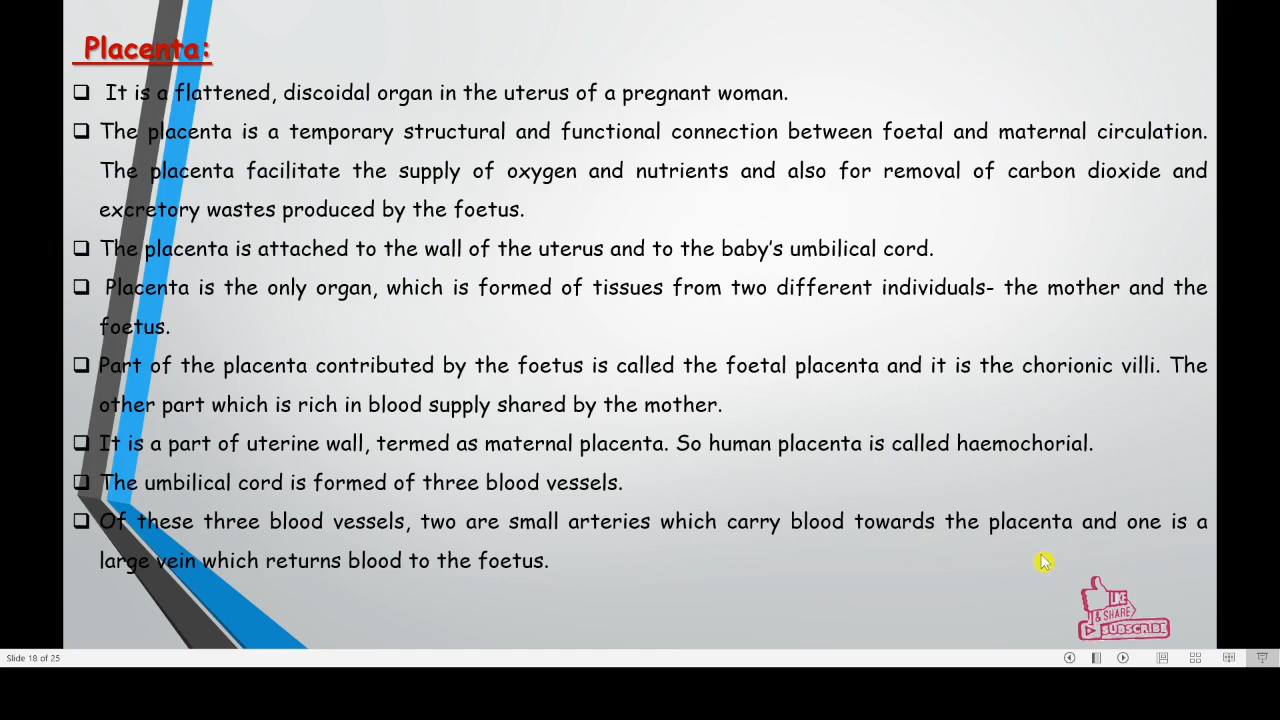 Placenta:
❑ It is a flattened, discoidal organ in the uterus of a pregnant woman.
❑ The placenta is a temporary structural and functional connection between foetal and maternal circulation.
The placenta facilitate the supply of oxygen and nutrients and also for removal of carbon dioxide and
excretory wastes produced by the foetus.
❑ The placenta is attached to the wall of the uterus and to the baby's umbilical cord.
❑ Placenta is the only organ, which is formed of tissues from two different individuals- the mother and the
foetus.
❑ Part of the placenta contributed by the foetus is called the foetal placenta and it is the chorionic villi. The
other part which is rich in blood supply shared by the mother.
❑ It is a part of uterine wall, termed as maternal placenta. So human placenta is called haemochorial.
❑ The umbilical cord is formed of three blood vessels.
❑ Of these three blood vessels, two are small arteries which carry blood towards the placenta and one is a
large vein which returns blood to the foetus.
LIKE
& SHARE
SUBSCRIBE
Slide 18 of 25